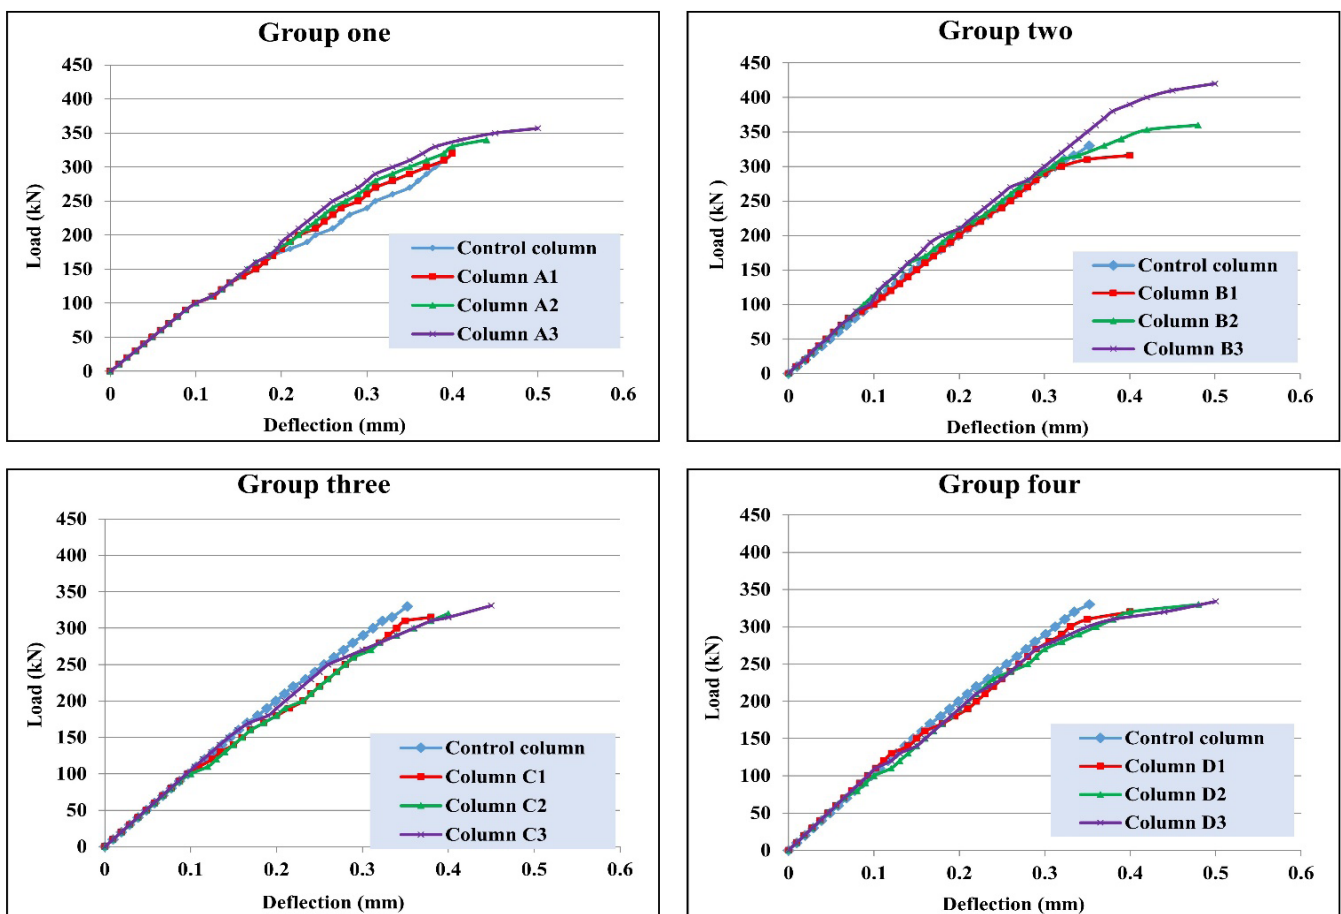 Group one
450
400
350
300
250
200
150
100
50
0
Load (kN)
0 0.1 0.2 0.3 0.4 0.5 0.6
Deflection (mm)
Control column
Column A1
Column A2
Column A3
Group two
450
400
350
300
250
200
150
100
50
0
Load (kN )
0 0.1 0.2 0.3 0.4 0.5 0.6
Deflection (mm)
Control column
Column B1
Column B2
Column B3
Group three
450
400
350
300
250
200
150
100
50
0
Load (kN)
0 0.1 0.2 0.3 0.4 0.5 0.6
Deflection (mm)
Control column
Column C1
Column C2
Column C3
Group four
450
400
350
300
250
200
150
100
50
0
Load (kN)
0 0.1 0.2 0.3 0.4 0.5 0.6
Deflection (mm)
Control column
Column D1
Column D2
Column D3